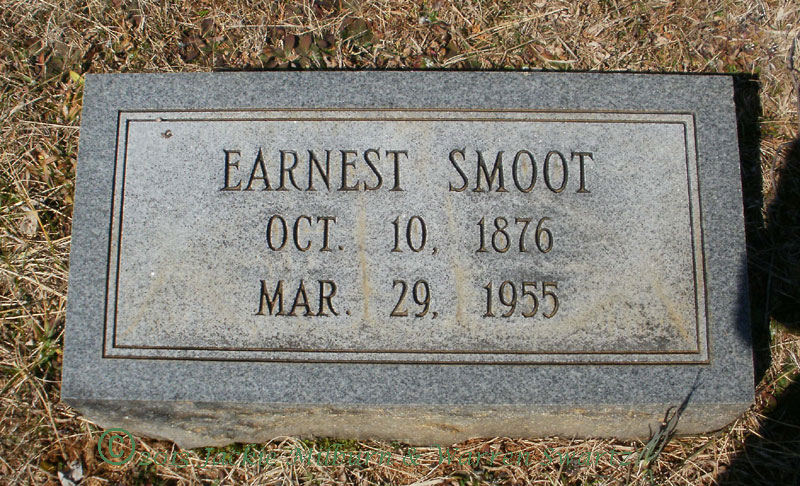 EARNEST SMOOT
OCT. 10, 1876
MAR. 29, 1955